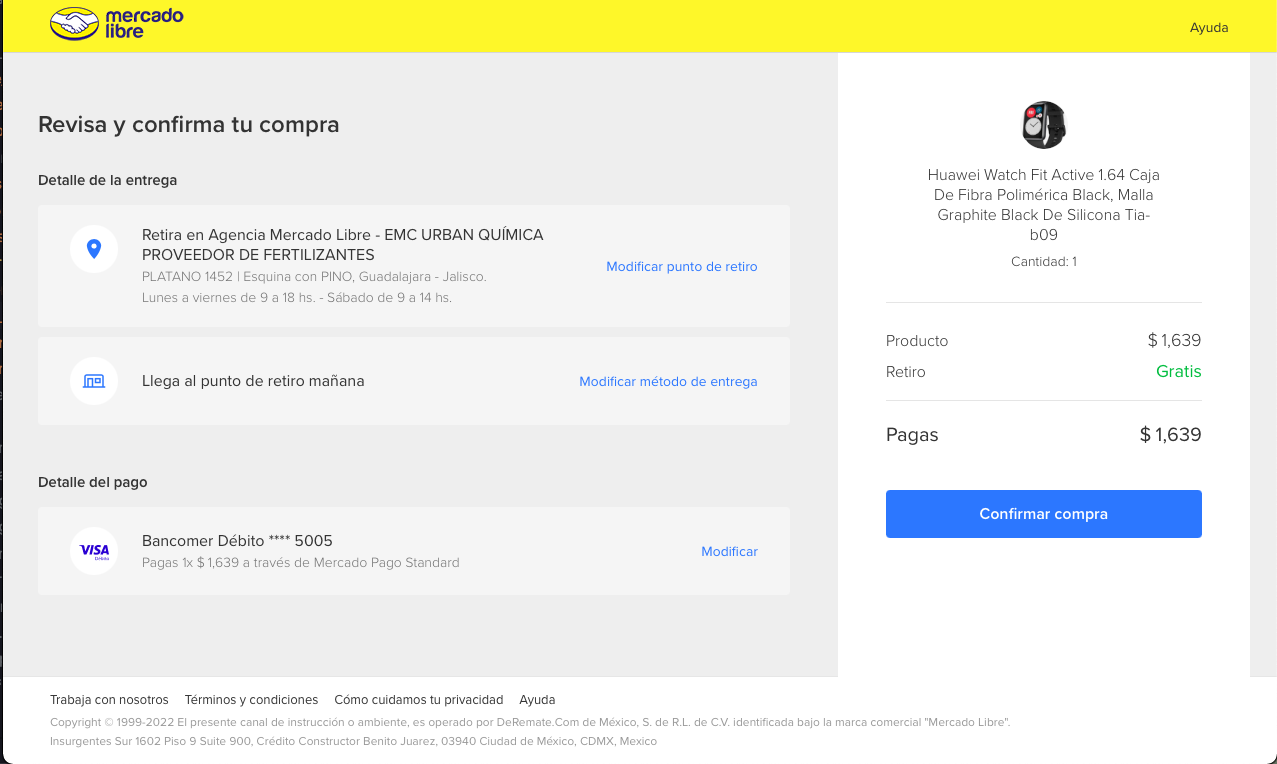 mercado
libre
Ayuda
Revisa y confirma tu compra
Detalle de la entrega
Retira en Agencia Mercado Libre - EMC URBAN QUÍMICA
PROVEEDOR DE FERTILIZANTES
PLATANO 1452 | Esquina con PINO, Guadalajara - Jalisco.
Lunes a viernes de 9 a 18 hs. - Sábado de 9 a 14 hs.
Modificar punto de retiro
Llega al punto de retiro mañana
Modificar método de entrega
Detalle del pago
VISA
Débito
Bancomer Débito **** 5005
Pagas 1x $ 1,639 a través de Mercado Pago Standard
Modificar
Huawei Watch Fit Active 1.64 Caja
De Fibra Polimérica Black, Malla
Graphite Black De Silicona Tia-
b09
Cantidad: 1
Producto $ 1,639
Retiro Gratis
Pagas $ 1,639
Confirmar compra
Trabaja con nosotros Términos y condiciones Cómo cuidamos tu privacidad Ayuda
Copyright © 1999-2022 El presente canal de instrucción o ambiente, es operado por DeRemate.Com de México, S. de R.L. de C.V. identificada bajo la marca comercial "Mercado Libre".
Insurgentes Sur 1602 Piso 9 Suite 900, Crédito Constructor Benito Juarez, 03940 Ciudad de México, CDMX, Mexico